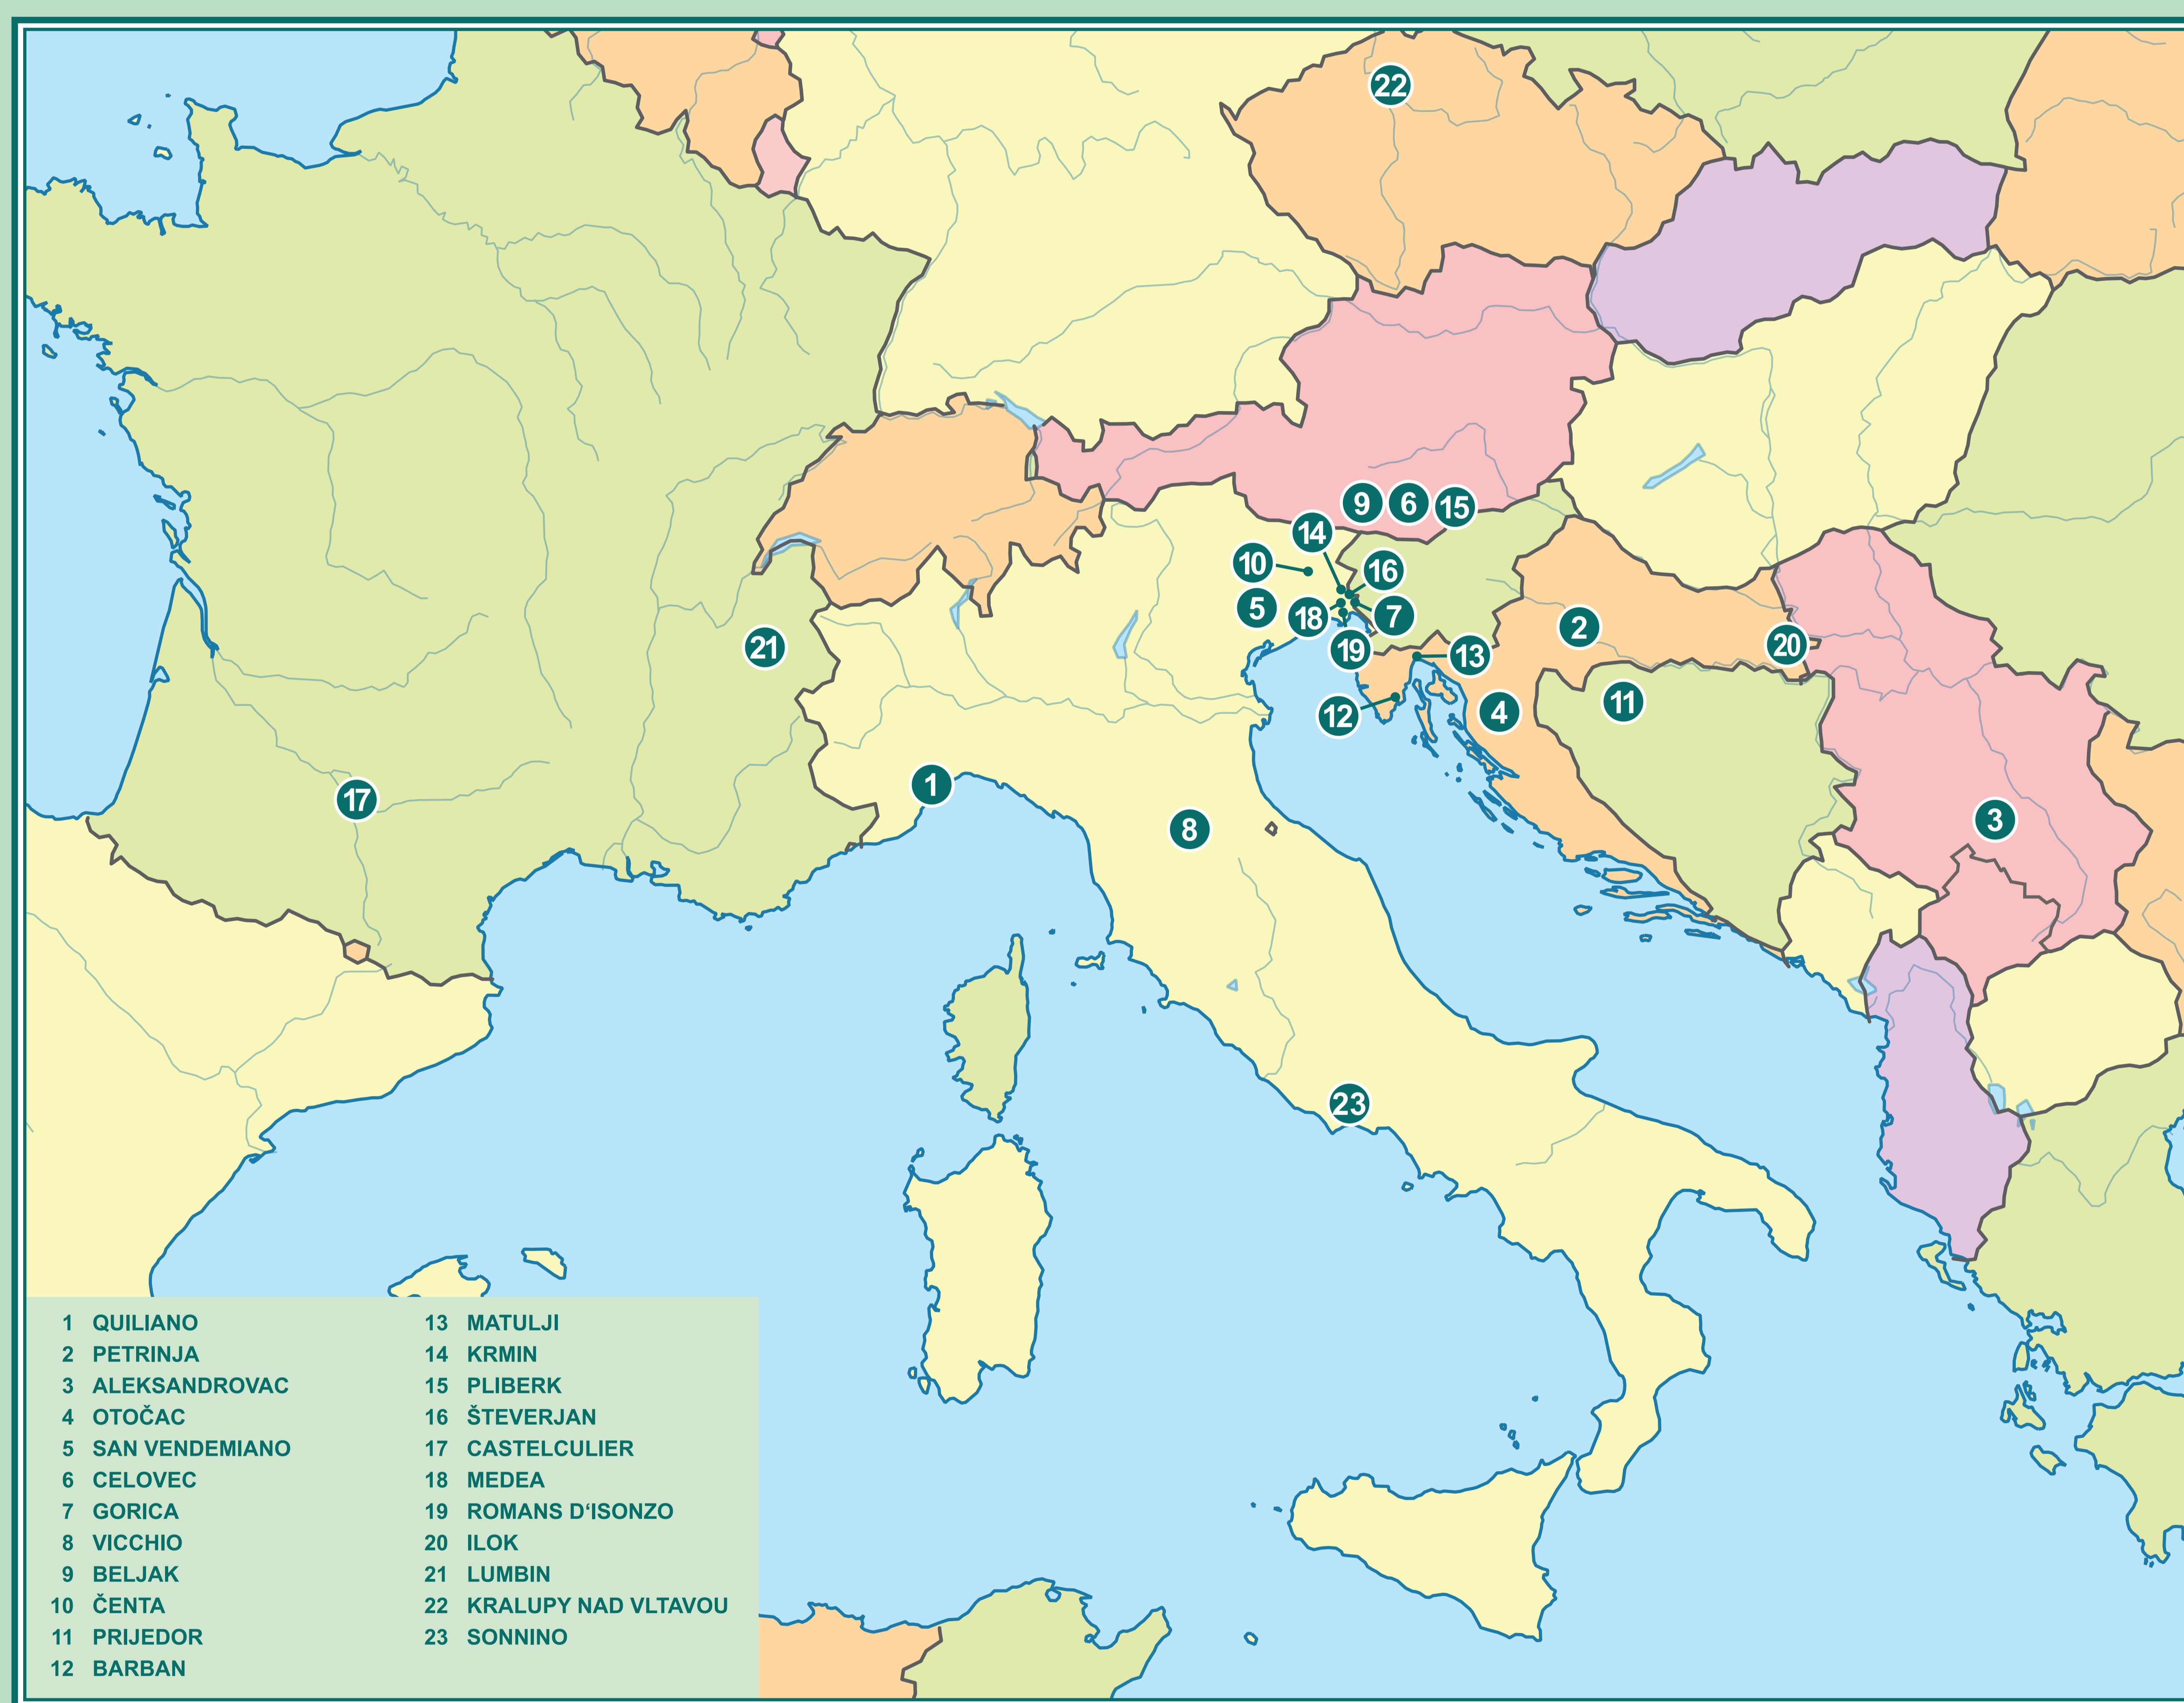 22
9 6 15
14
10 16
5 18 7
2
20
21
19 13
11
12 4
1
17
8
3
23
1 QUILIANO
2 PETRINJA
3 ALEKSANDROVAC
4 OTOČAC
5 SAN VENDEMIANO
6 CELOVEC
7 GORICA
8 VICCHIO
9 BELJAK
10 ČENTA
11 PRIJEDOR
12 BARBAN
13 MATULJI
14 KRMIN
15 PLIBERK
16 ŠTEVERJAN
17 CASTELCULIER
18 MEDEA
19 ROMANS D‘ISONZO
20 ILOK
21 LUMBIN
22 KRALUPY NAD VLTAVOU
23 SONNINO